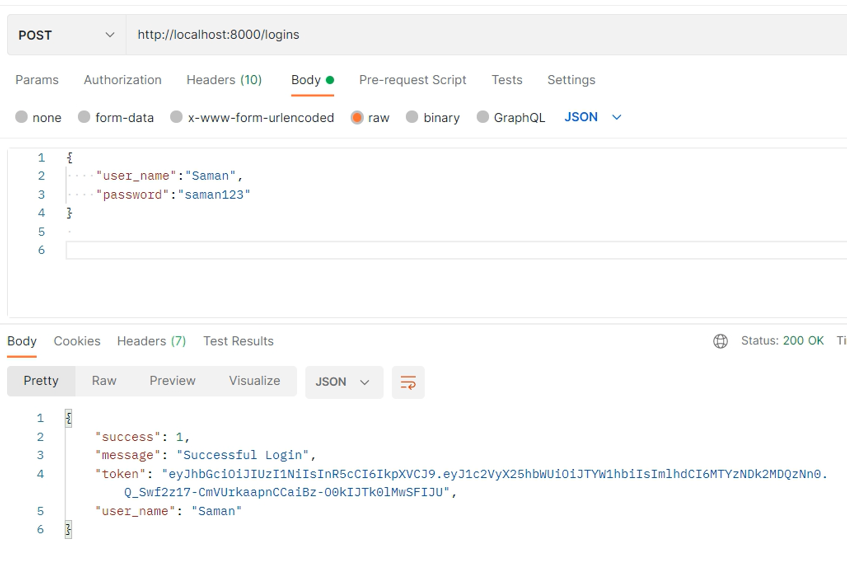 POST http://localhost:8000/logins
Params Authorization Headers (10) Body Pre-request Script Tests Settings
none form-data x-www-form-urlencoded raw binary GraphQL JSON
1 {
2 "user_name":"Saman",
3 "password":"saman123"
4 }
5
6
Body Cookies Headers (7) Test Results Status: 200 OK Ti
Pretty Raw Preview Visualize JSON
1 {
2 "success": 1,
3 "message": "Successful Login",
4 "token": "eyJhbGciOiJIUzI1NiIsInR5cCI6IkpXVCJ9.eyJ1c2VyX25hbWUiOiJTYW1hbiIsImlhdCI6MTYzNDk2MDQzNn0.
Q_Swf2z17-CmVUrkaapnCCaiBz-O0kIJTk0lMwSFIJU",
5 "user_name": "Saman"
6 }